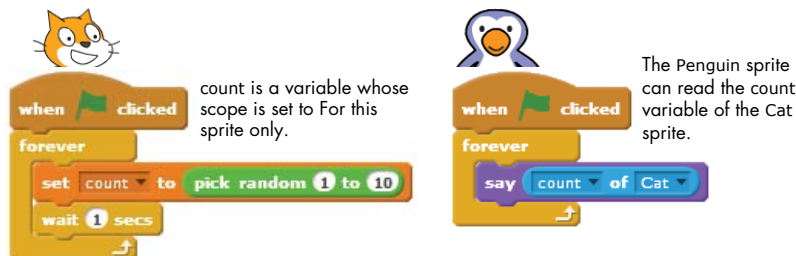 when clicked
forever
set count to pick random 1 to 10
wait 1 secs
count is a variable whose
scope is set to For this
sprite only.
when clicked
forever
say count of Cat
The Penguin sprite
can read the count
variable of the Cat
sprite.